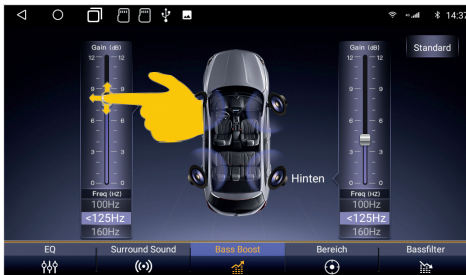 14:37
Gain (dB)
12 12
9 9
6 6
3 3
0 0
Freq (HZ)
100Hz
<125Hz
160Hz
Hinten
Gain (dB)
12 12
9 9
6 6
3 3
0 0
Freq (HZ)
100Hz
<125Hz
160Hz
Standard
EQ
Surround Sound
Bass Boost
Bereich
Bassfilter